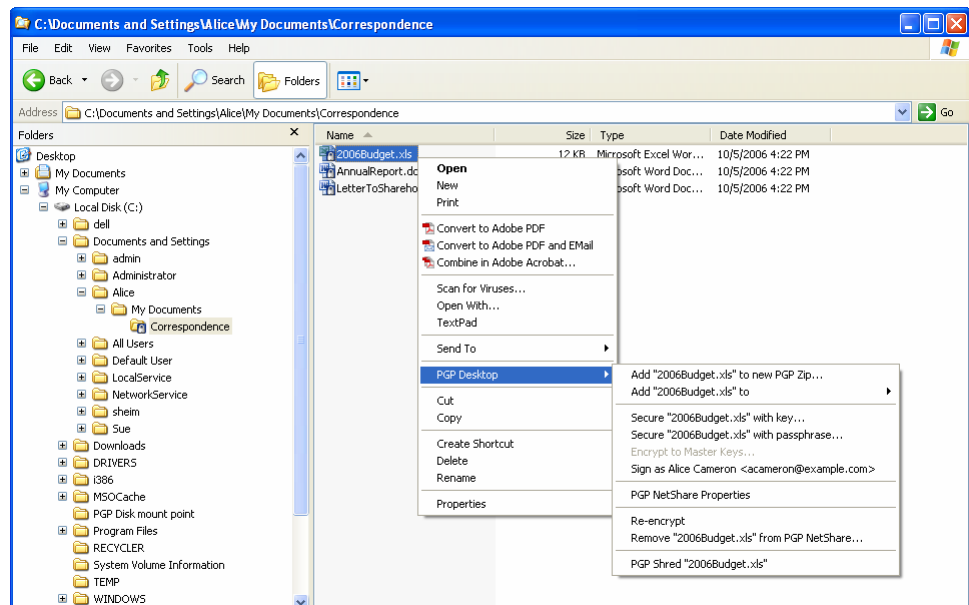 C:\Documents and Settings\Alice\My Documents\Correspondence
File Edit View Favorites Tools Help
Back Search Folders
Address C:\Documents and Settings\Alice\My Documents\Correspondence Go
Folders X
Name Size Type Date Modified
Desktop
My Documents
My Computer
Local Disk (C:)
dell
Documents and Settings
admin
Administrator
Alice
My Documents
Correspondence
All Users
Default User
LocalService
NetworkService
sheim
Sue
Downloads
DRIVERS
i386
MSOCache
PGP Disk mount point
Program Files
RECYCLER
System Volume Information
TEMP
WINDOWS
2006Budget.xls 12 KB Microsoft Excel Wor... 10/5/2006 4:22 PM
AnnualReport.do osoft Word Doc... 10/5/2006 4:22 PM
LetterToShareho osoft Word Doc... 10/5/2006 4:22 PM
Open
New
Print
Convert to Adobe PDF
Convert to Adobe PDF and EMail
Combine in Adobe Acrobat...
Scan for Viruses...
Open With...
TextPad
Send To
PGP Desktop
Cut
Copy
Create Shortcut
Delete
Rename
Properties
Add "2006Budget.xls" to new PGP Zip...
Add "2006Budget.xls" to
Secure "2006Budget.xls" with key...
Secure "2006Budget.xls" with passphrase...
Encrypt to Master Keys...
Sign as Alice Cameron <acameron@example.com>
PGP NetShare Properties
Re-encrypt
Remove "2006Budget.xls" from PGP NetShare...
PGP Shred "2006Budget.xls"